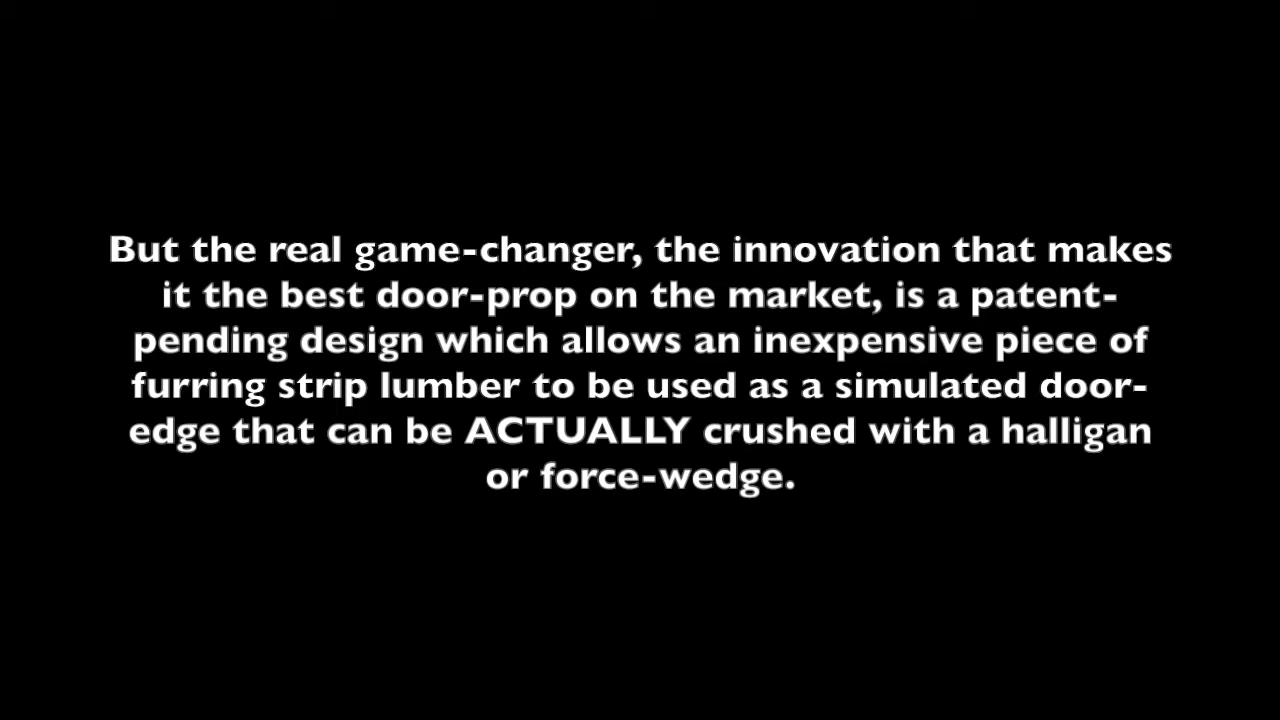 But the real game-changer, the innovation that makes
it the best door-prop on the market, is a patent-
pending design which allows an inexpensive piece of
furring strip lumber to be used as a simulated door-
edge that can be ACTUALLY crushed with a halligan
or force-wedge.